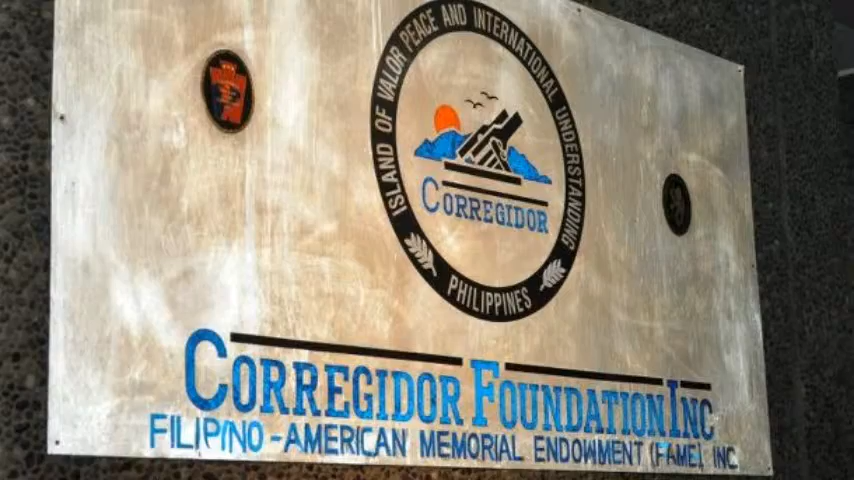 ISLAND OF VALOR PEACE AND INTERNATIONAL UNDERSTANDING
CORREGIDOR
PHILIPPINES
CORREGIDOR FOUNDATION INC
FILIPINO-AMERICAN MEMORIAL ENDOWMENT (FAME), INC.